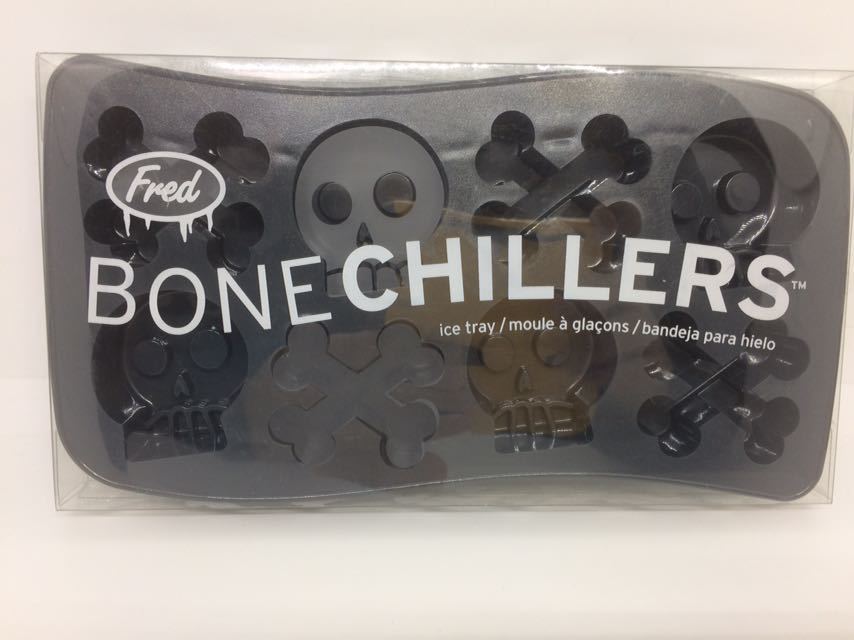 Fred
BONECHILLERS™
ice tray / moule à glaçons / bandeja para hielo